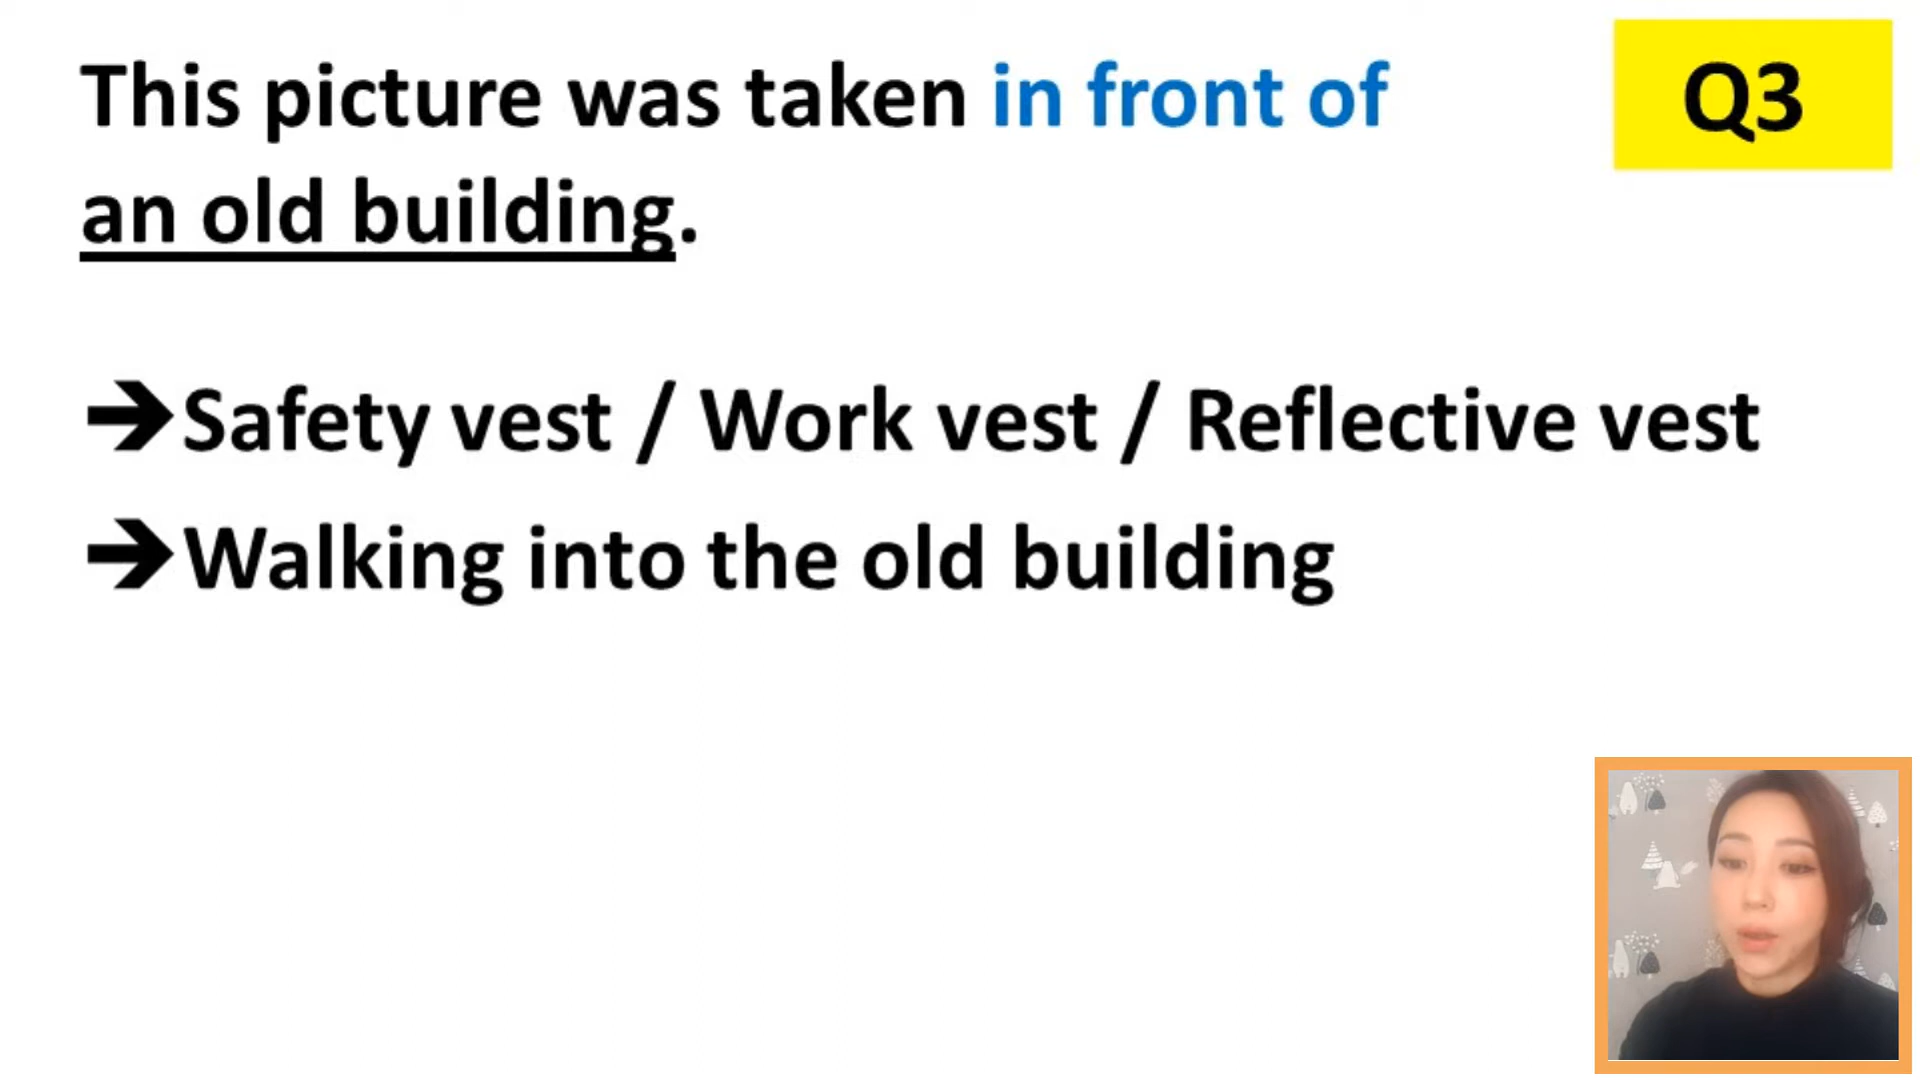 This picture was taken in front of
an old building.
Q3
➔Safety vest / Work vest / Reflective vest
➔Walking into the old building